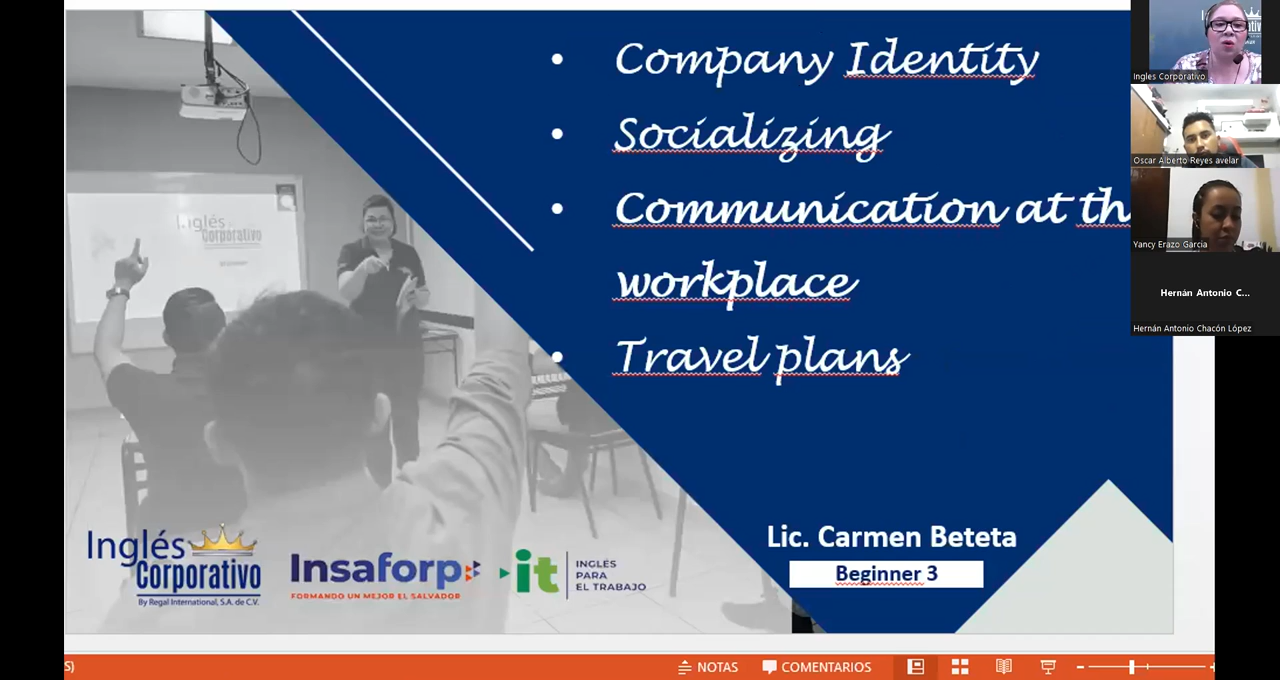 Company Identity
Socializing
Communication at th
workplace
Travel plans
Inglés
Corporativo
Inglés
Corporativo
By Regal International, S.A. de C.V.
Insaforp
FORMANDO UN MEJOR EL SALVADOR
it
INGLÉS
PARA
EL TRABAJO
Lic. Carmen Beteta
Beginner 3
Ingles Corporativo
Oscar Alberto Reyes avelar
Yancy Erazo Garcia
Hernán Antonio C...
Hernán Antonio Chacón López
S)
NOTAS
COMENTARIOS